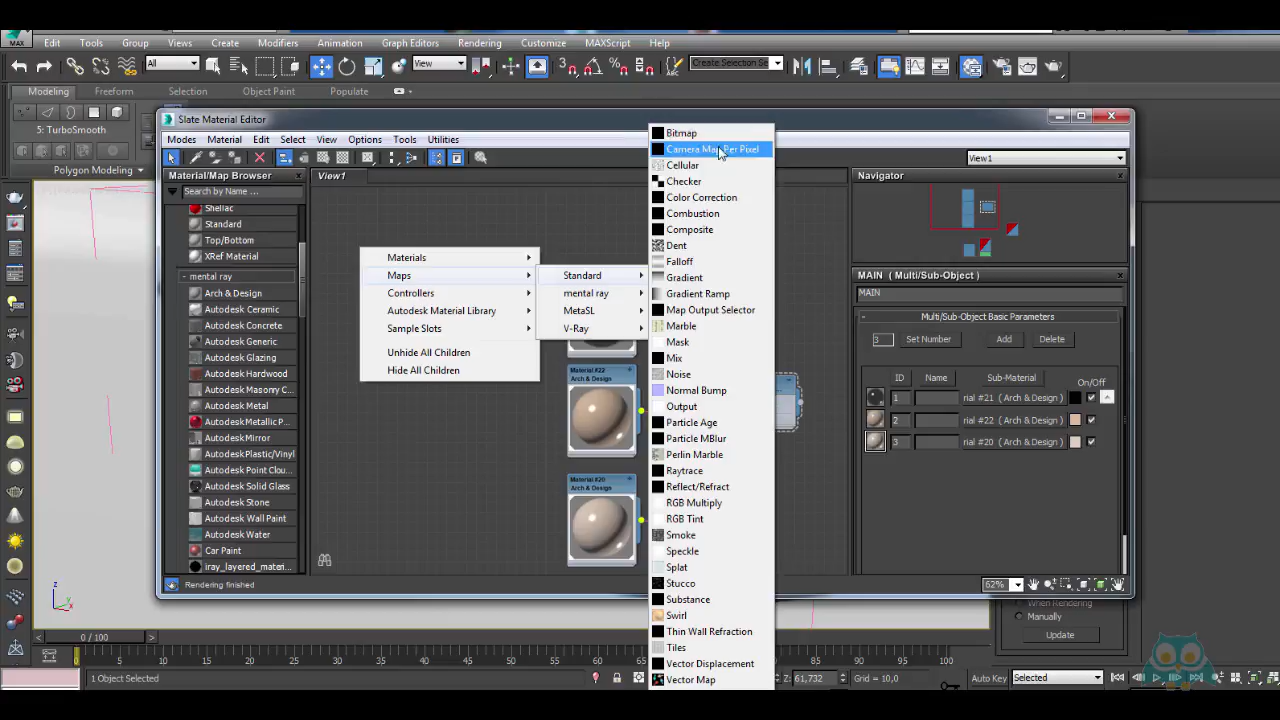 MAX
Edit Tools Group Views Create Modifiers Animation Graph Editors Rendering Customize MAXScript Help
All View Create Selection Se
Modeling Freeform Selection Object Paint Populate
5: TurboSmooth
Polygon Modeling
Slate Material Editor
Modes Material Edit Select View Options Tools Utilities
View1
Material/Map Browser
Search by Name ...
Shellac
Standard
Top/Bottom
XRef Material
- mental ray
Arch & Design
Autodesk Ceramic
Autodesk Concrete
Autodesk Generic
Autodesk Glazing
Autodesk Hardwood
Autodesk Masonry C...
Autodesk Metal
Autodesk Metallic P...
Autodesk Mirror
Autodesk Plastic/Vinyl
Autodesk Point Clou...
Autodesk Solid Glass
Autodesk Stone
Autodesk Wall Paint
Autodesk Water
Car Paint
iray_layered_materi...
Rendering finished
View1
Materials
Maps
Controllers
Autodesk Material Library
Sample Slots
Unhide All Children
Hide All Children
Standard
mental ray
MetaSL
V-Ray
Material #22
Arch & Design
Material #20
Arch & Design
Bitmap
Camera Map Per Pixel
Cellular
Checker
Color Correction
Combustion
Composite
Dent
Falloff
Gradient
Gradient Ramp
Map Output Selector
Marble
Mask
Mix
Noise
Normal Bump
Output
Particle Age
Particle MBlur
Perlin Marble
Raytrace
Reflect/Refract
RGB Multiply
RGB Tint
Smoke
Speckle
Splat
Stucco
Substance
Swirl
Thin Wall Refraction
Tiles
Vector Displacement
Vector Map
Navigator
MAIN ( Multi/Sub-Object )
MAIN
- Multi/Sub-Object Basic Parameters
3 Set Number Add Delete
ID Name Sub-Material On/Off
1 rial #21 ( Arch & Design )
2 rial #22 ( Arch & Design )
3 rial #20 ( Arch & Design )
62%
When Rendering
Manually
Update
z
x
y
< 0 / 100 >
0 5 10 15 20 25 30 35 40 45 50 55 60 65 85 90 95 100
1 Object Selected Z: 61,732 Grid = 10,0 Auto Key Selected